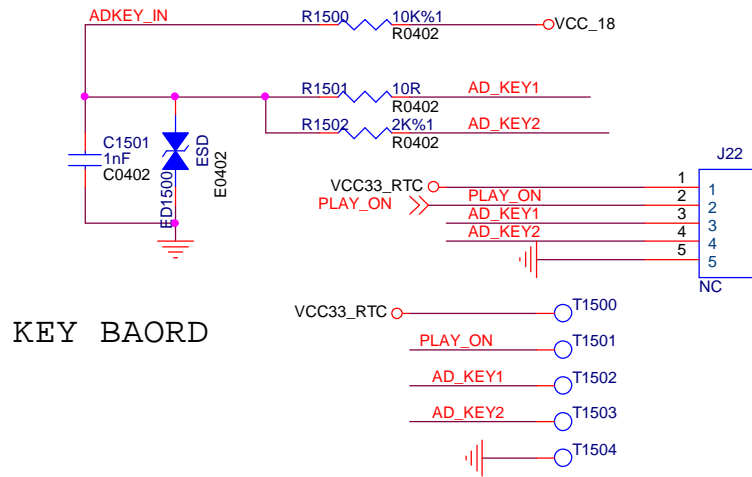 ADKEY_IN
R1500 10K%1
R0402
VCC_18
R1501 10R AD_KEY1
R0402
R1502 2K%1 AD_KEY2
R0402
C1501
1nF
C0402
ED1500
ESD
E0402
J22
VCC33_RTC 1 1
PLAY_ON PLAY_ON 2 2
AD_KEY1 3 3
AD_KEY2 4 4
5 5
NC
KEY BAORD
VCC33_RTC T1500
PLAY_ON T1501
AD_KEY1 T1502
AD_KEY2 T1503
T1504